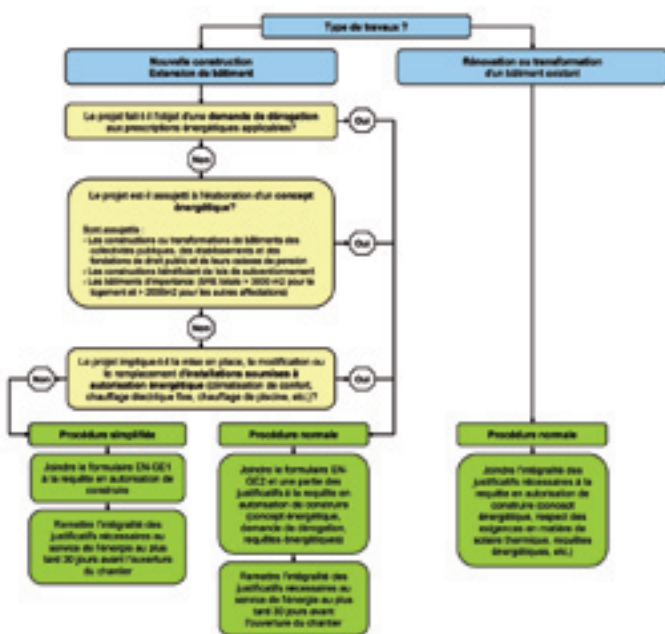 Type de travaux ?
Nouvelle construction
Extension de bâtiment
Rénovation ou transformation
d'un bâtiment existant
Le projet fait-il l'objet d'une demande de dérogation
aux prescriptions énergétiques applicables?
Oui
Non
Le projet est-il assujetti à l'élaboration d'un concept
énergétique?
Sont assujettis :
- Les constructions ou transformations de bâtiments des
collectivités publiques, des établissements et des
fondations de droit public et de leurs caisses de pension
- Les constructions bénéficiant de lois de subventionnement
- Les bâtiments d'importance (SRE totale > 3000 m2 pour le
logement et > 2000m2 pour les autres affectations)
Oui
Non
Le projet implique-t-il la mise en place, la modification ou
le remplacement d'installations soumises à
autorisation énergétique (climatisation de confort,
chauffage électrique fixe, chauffage de piscine, etc.)?
Non
Oui
Procédure simplifiée
Joindre le formulaire EN-GE1
à la requête en autorisation de
construire
Remettre l'intégralité des
justificatifs nécessaires au
service de l'énergie au plus
tard 30 jours avant l'ouverture
du chantier
Procédure normale
Joindre le formulaire EN-
GE2 et une partie des
justificatifs à la requête en
autorisation de construire
(concept énergétique,
demande de dérogation,
requêtes énergétiques)
Remettre l'intégralité des
justificatifs nécessaires au
service de l'énergie au plus
tard 30 jours avant
l'ouverture du chantier
Procédure normale
Joindre l'intégralité des
justificatifs nécessaires à la
requête en autorisation de
construire (concept
énergétique, respect des
exigences en matière de
solaire thermique, requêtes
énergétiques, etc.)